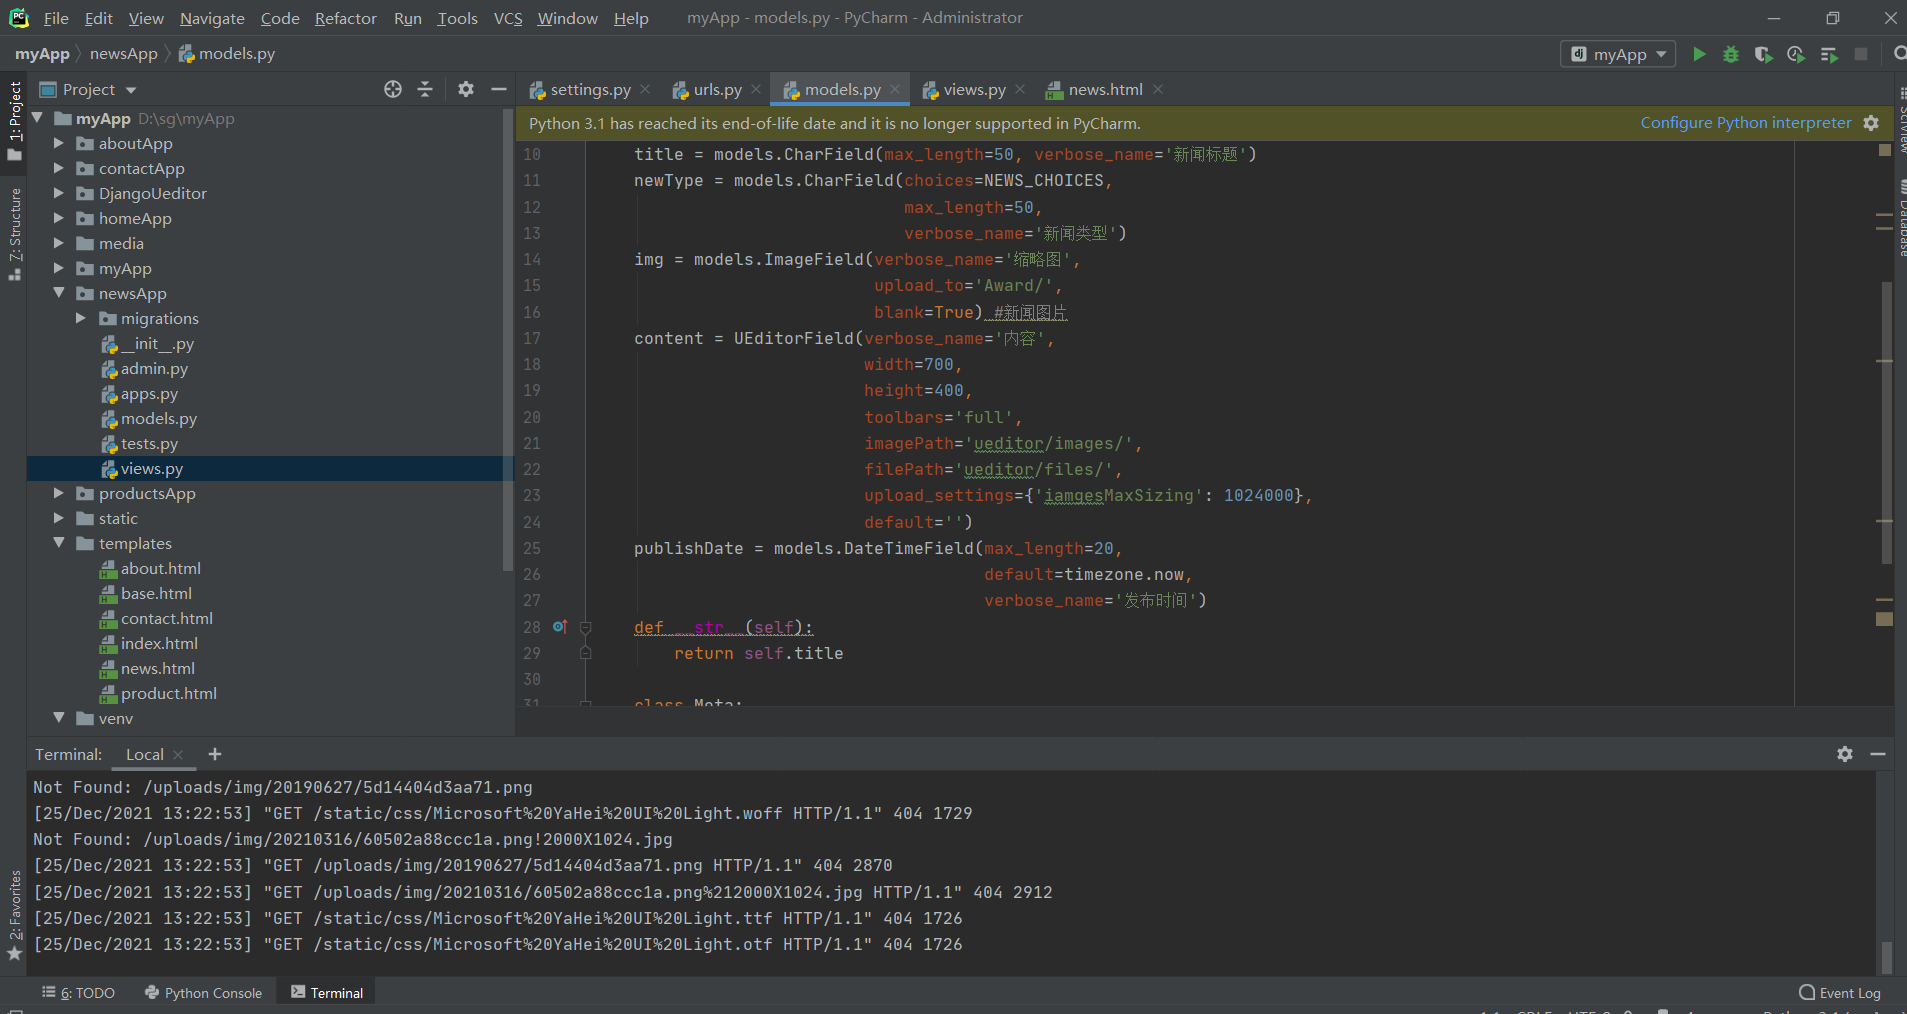 File Edit View Navigate Code Refactor Run Tools VCS Window Help myApp - models.py - PyCharm - Administrator
myApp newsApp models.py myApp
1: Project
7: Structure
2: Favorites
Project
myApp D:\sg\myApp
aboutApp
contactApp
DjangoUeditor
homeApp
media
myApp
newsApp
migrations
__init__.py
admin.py
apps.py
models.py
tests.py
views.py
productsApp
static
templates
about.html
base.html
contact.html
index.html
news.html
product.html
venv
settings.py urls.py models.py views.py news.html
Python 3.1 has reached its end-of-life date and it is no longer supported in PyCharm. Configure Python interpreter
10 title = models.CharField(max_length=50, verbose_name='新闻标题')
11 newType = models.CharField(choices=NEWS_CHOICES,
12 max_length=50,
13 verbose_name='新闻类型')
14 img = models.ImageField(verbose_name='缩略图',
15 upload_to='Award/',
16 blank=True) #新闻图片
17 content = UEditorField(verbose_name='内容',
18 width=700,
19 height=400,
20 toolbars='full',
21 imagePath='ueditor/images/',
22 filePath='ueditor/files/',
23 upload_settings={'iamgesMaxSizing': 1024000},
24 default='')
25 publishDate = models.DateTimeField(max_length=20,
26 default=timezone.now,
27 verbose_name='发布时间')
28 def __str__(self):
29 return self.title
30
31 class Meta:
SciView
Database
Terminal: Local +
Not Found: /uploads/img/20190627/5d14404d3aa71.png
[25/Dec/2021 13:22:53] "GET /static/css/Microsoft%20YaHei%20UI%20Light.woff HTTP/1.1" 404 1729
Not Found: /uploads/img/20210316/60502a88ccc1a.png!2000X1024.jpg
[25/Dec/2021 13:22:53] "GET /uploads/img/20190627/5d14404d3aa71.png HTTP/1.1" 404 2870
[25/Dec/2021 13:22:53] "GET /uploads/img/20210316/60502a88ccc1a.png%212000X1024.jpg HTTP/1.1" 404 2912
[25/Dec/2021 13:22:53] "GET /static/css/Microsoft%20YaHei%20UI%20Light.ttf HTTP/1.1" 404 1726
[25/Dec/2021 13:22:53] "GET /static/css/Microsoft%20YaHei%20UI%20Light.otf HTTP/1.1" 404 1726
6: TODO Python Console Terminal Event Log